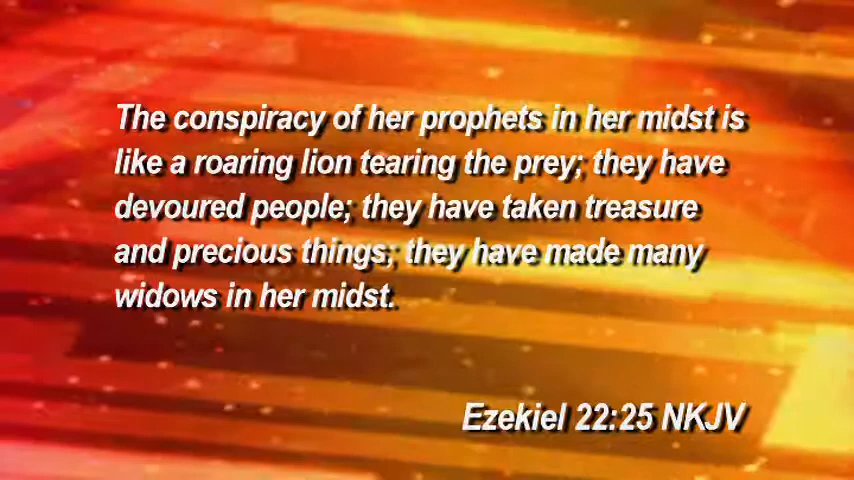 The conspiracy of her prophets in her midst is
like a roaring lion tearing the prey; they have
devoured people; they have taken treasure
and precious things; they have made many
widows in her midst.
Ezekiel 22:25 NKJV